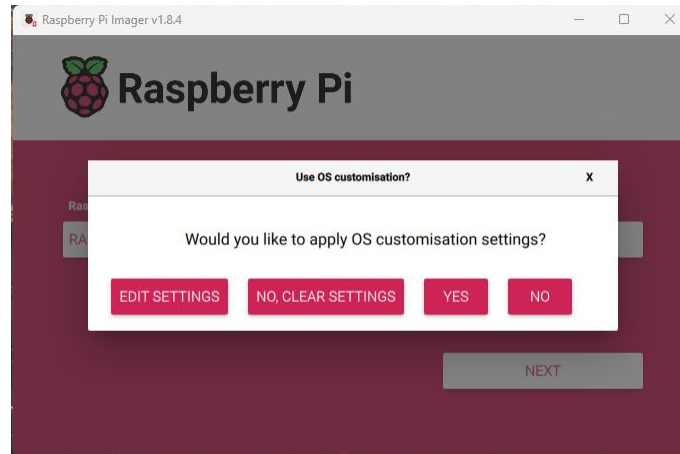 Raspberry Pi Imager v1.8.4
Raspberry Pi
Use OS customisation? X
Would you like to apply OS customisation settings?
EDIT SETTINGS NO, CLEAR SETTINGS YES NO
NEXT